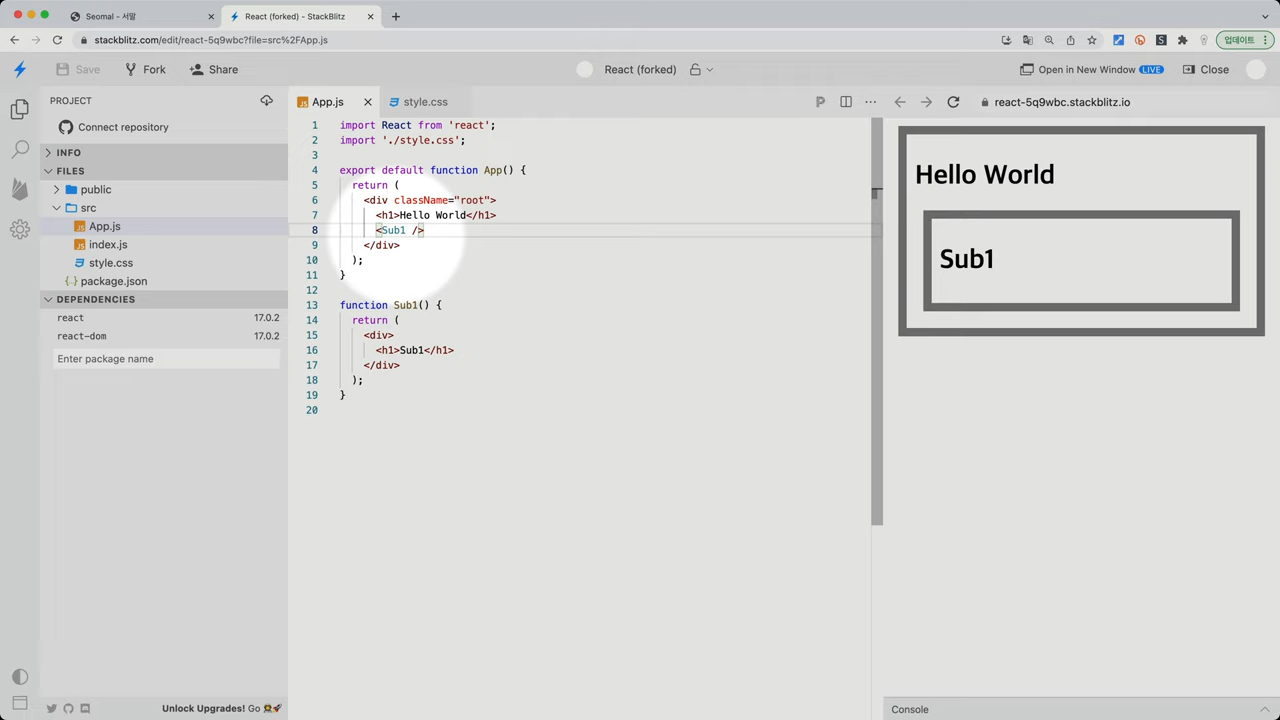 Seomal - 서말
React (forked) - StackBlitz
stackblitz.com/edit/react-5q9wbc?file=src%2FApp.js
업데이트
Save
Fork
Share
React (forked)
Open in New Window LIVE
Close
PROJECT
Connect repository
INFO
FILES
public
src
App.js
index.js
style.css
package.json
DEPENDENCIES
react 17.0.2
react-dom 17.0.2
Enter package name
Unlock Upgrades! Go
App.js
style.css
1 import React from 'react';
2 import './style.css';
3
4 export default function App() {
5 return (
6 <div className="root">
7 <h1>Hello World</h1>
8 <Sub1 />
9 </div>
10 );
11 }
12
13 function Sub1() {
14 return (
15 <div>
16 <h1>Sub1</h1>
17 </div>
18 );
19 }
20
react-5q9wbc.stackblitz.io
Hello World
Sub1
Console